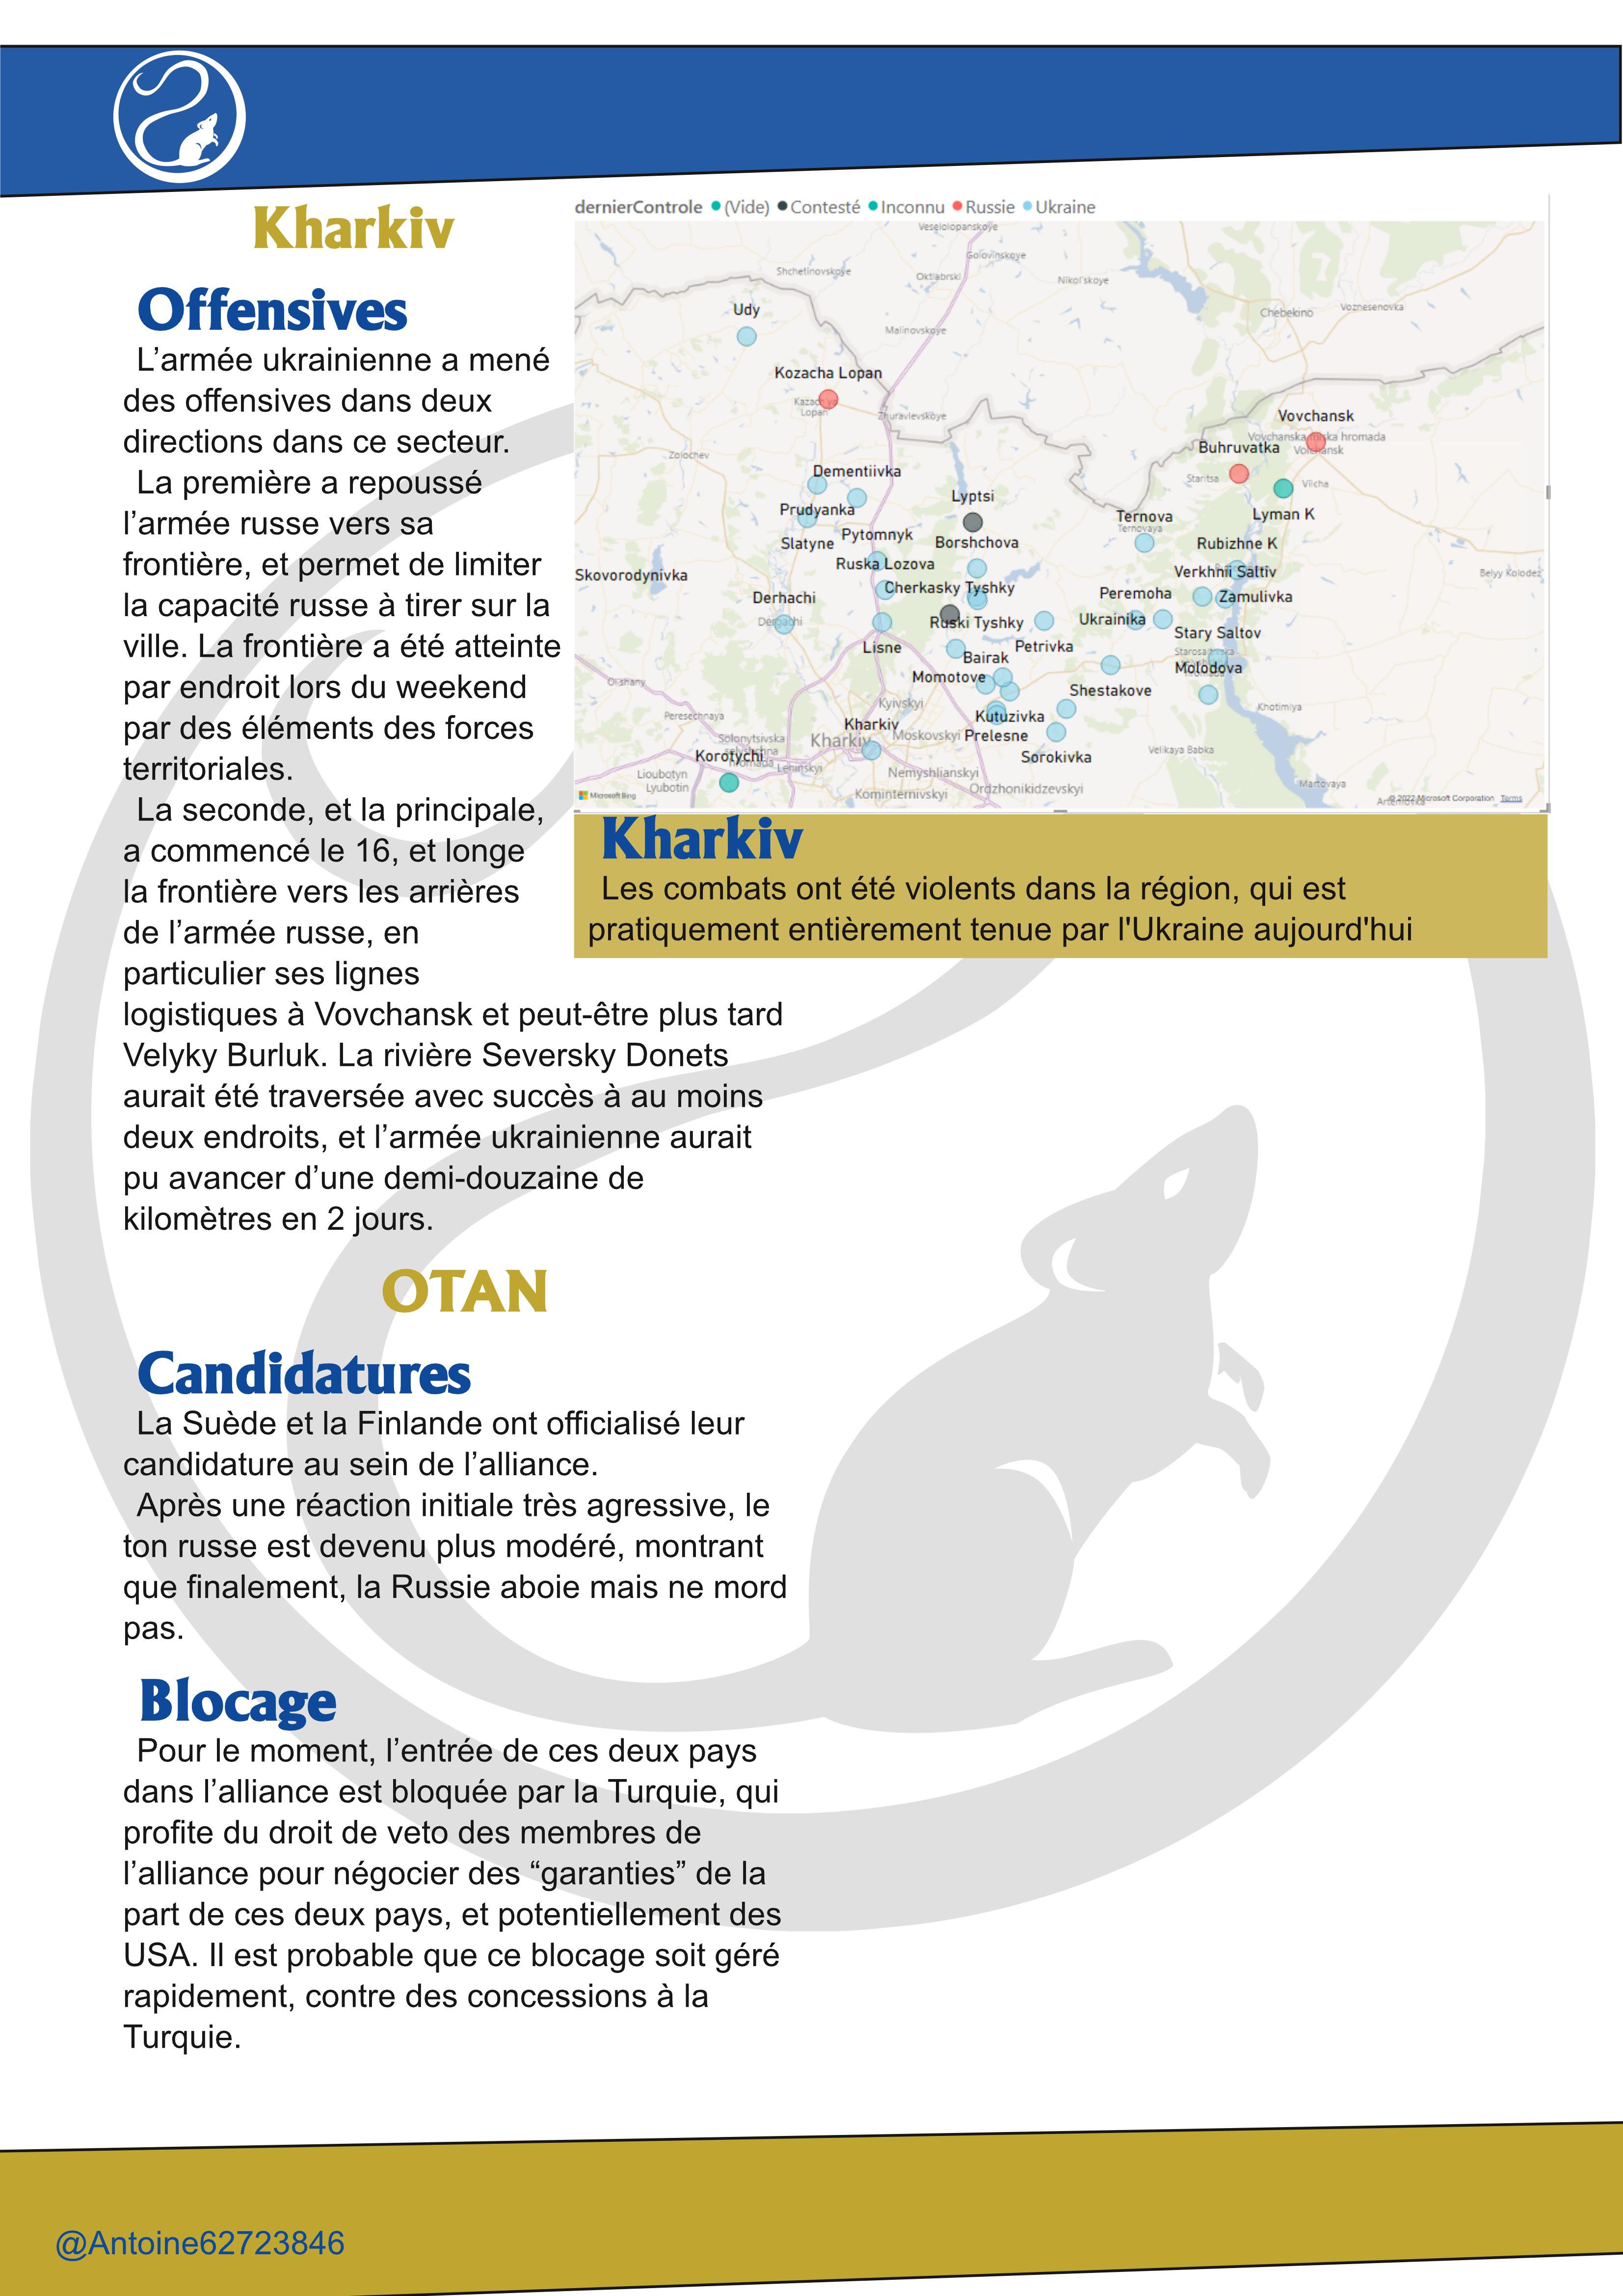 Kharkiv
Offensives
L’armée ukrainienne a mené
des offensives dans deux
directions dans ce secteur.
La première a repoussé
l’armée russe vers sa
frontière, et permet de limiter
la capacité russe à tirer sur la
ville. La frontière a été atteinte
par endroit lors du weekend
par des éléments des forces
territoriales.
La seconde, et la principale,
a commencé le 16, et longe
la frontière vers les arrières
de l’armée russe, en
particulier ses lignes
logistiques à Vovchansk et peut-être plus tard
Velyky Burluk. La rivière Seversky Donets
aurait été traversée avec succès à au moins
deux endroits, et l’armée ukrainienne aurait
pu avancer d’une demi-douzaine de
kilomètres en 2 jours.
dernierControle (Vide) Contesté Inconnu Russie Ukraine
Veselolopanskoye
Golovinskoye
Shchetinovskoye
Oktiabrski
Nikol'skoye
Udy
Chebekino
Voznesenovka
Malinovskoye
Kozacha Lopan
Lopan
Zhuravlevskoye
Vovchansk
Buhruvatka
Zolochev
Dementiivka
Staritsa
Vilcha
Lyptsi
Prudyanka
Ternova
Ternovaya
Lyman K
Slatyne
Pytomnyk
Borshchova
Rubizhne K
Ruska Lozova
Skovorodynivka
Verkhnii Saltiv
Belyy Kolodez
Derhachi
Cherkasky Tyshky
Peremoha
Zamulivka
Ruski Tyshky
Ukrainika
Stary Saltov
Lisne
Petrivka
Bairak
Molodova
Momotove
Olshany
Shestakove
Kyivskyi
Khotimlya
Peresechnaya
Kutuzivka
Kharkiv
Solonytsivska
Kharkiv
Moskovskyi
Prelesne
Velikaya Babka
Korotychi
Sorokivka
Leninskyi
Lioubotyn
Lyubotin
Nemyshlianskyi
Ordzhonikidzevskyi
Kominternivskyi
Martovaya
Microsoft Bing
© 2022 Microsoft Corporation Terms
Kharkiv
Les combats ont été violents dans la région, qui est
pratiquement entièrement tenue par l'Ukraine aujourd'hui
OTAN
Candidatures
La Suède et la Finlande ont officialisé leur
candidature au sein de l’alliance.
Après une réaction initiale très agressive, le
ton russe est devenu plus modéré, montrant
que finalement, la Russie aboie mais ne mord
pas.
Blocage
Pour le moment, l’entrée de ces deux pays
dans l’alliance est bloquée par la Turquie, qui
profite du droit de veto des membres de
l’alliance pour négocier des “garanties” de la
part de ces deux pays, et potentiellement des
USA. Il est probable que ce blocage soit géré
rapidement, contre des concessions à la
Turquie.
@Antoine62723846